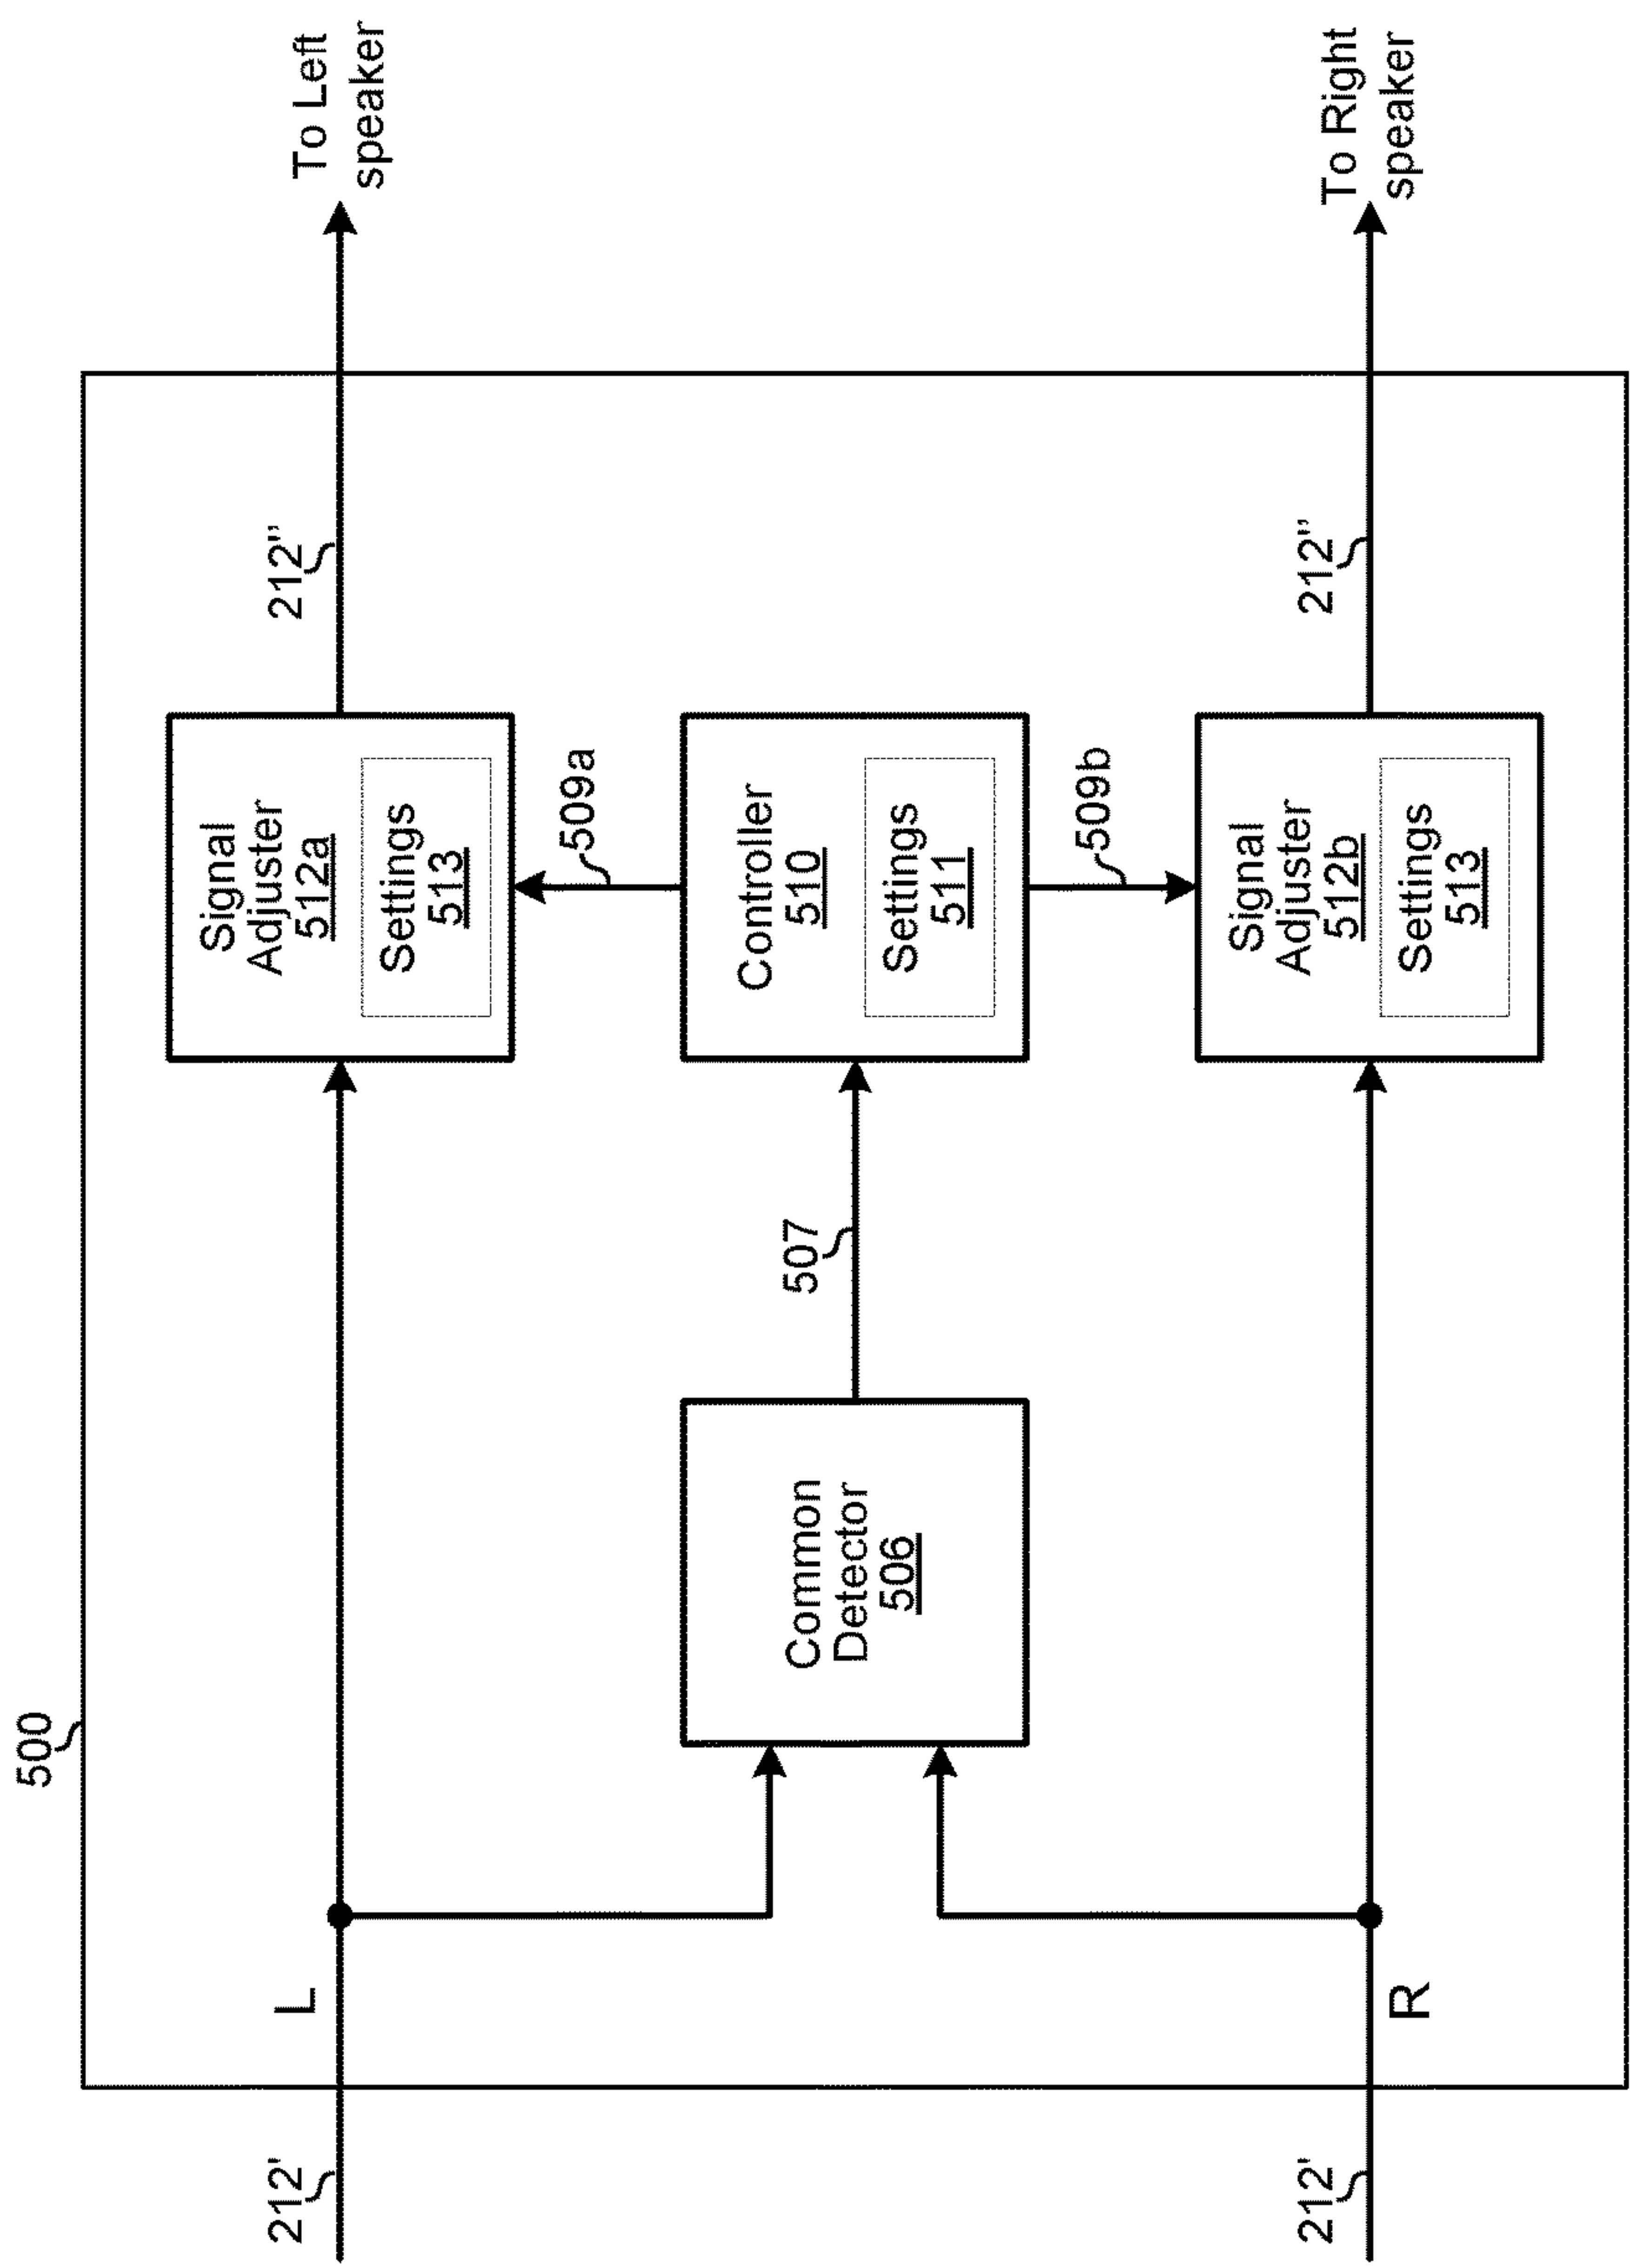 500
212'
L
Signal
Adjuster
512a
Settings
513
212"
To Left
speaker
509a
Common
Detector
506
507
Controller
510
Settings
511
509b
212'
R
Signal
Adjuster
512b
Settings
513
212"
To Right
speaker